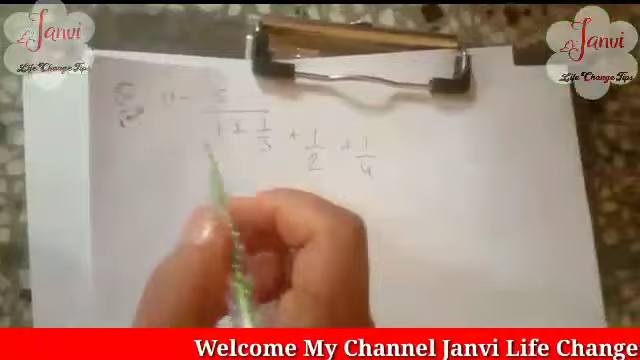 Janvi
Life Change Tips
Janvi
Life Change Tips
1 + 1/3 + 1/2 + 1/4
Welcome My Channel Janvi Life Change